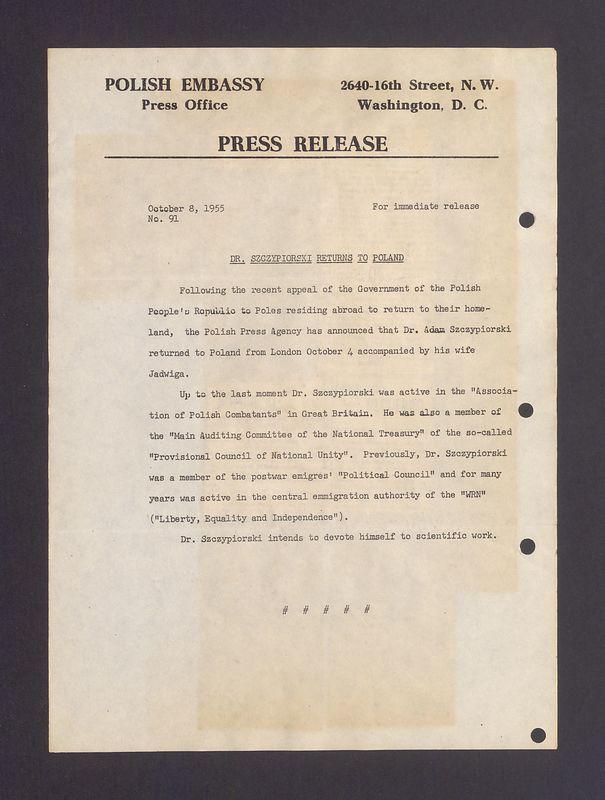 POLISH EMBASSY
Press Office
2640-16th Street, N. W.
Washington, D. C.
PRESS RELEASE
October 8, 1955
No. 91
For immediate release
DR. SZCZYPIORSKI RETURNS TO POLAND
Following the recent appeal of the Government of the Polish
People's Republic to Poles residing abroad to return to their home-
land, the Polish Press Agency has announced that Dr. Adam Szczypiorski
returned to Poland from London October 4 accompanied by his wife
Jadwiga.
Up to the last moment Dr. Szczypiorski was active in the "Associa-
tion of Polish Combatants" in Great Britain. He was also a member of
the "Main Auditing Committee of the National Treasury" of the so-called
"Provisional Council of National Unity". Previously, Dr. Szczypiorski
was a member of the postwar emigres' "Political Council" and for many
years was active in the central emmigration authority of the "WRN"
("Liberty, Equality and Independence").
Dr. Szczypiorski intends to devote himself to scientific work.
# # # # #